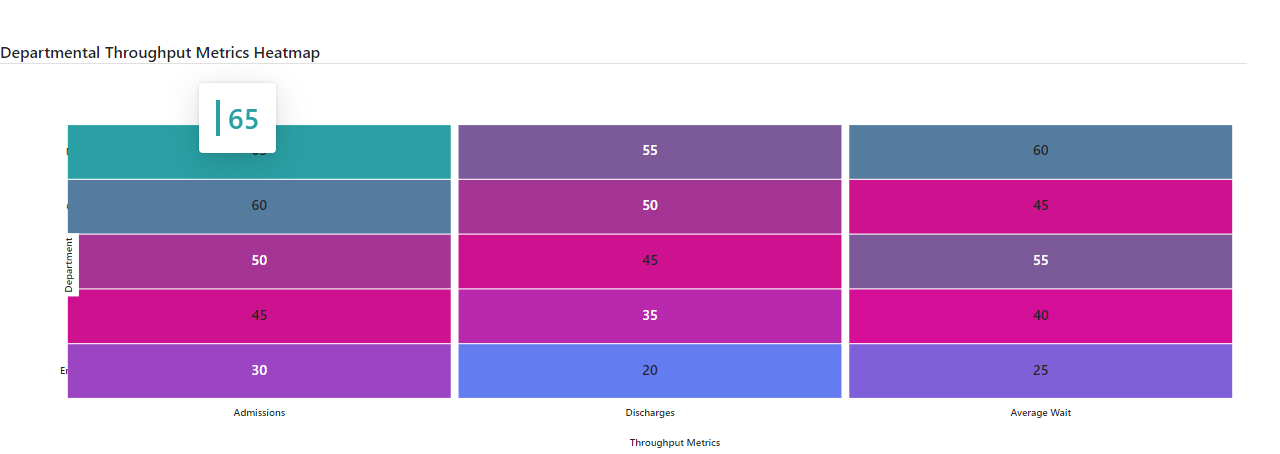 Departmental Throughput Metrics Heatmap
65
55
60
60
50
45
Department
50
45
55
45
35
40
30
20
25
Admissions
Discharges
Average Wait
Throughput Metrics